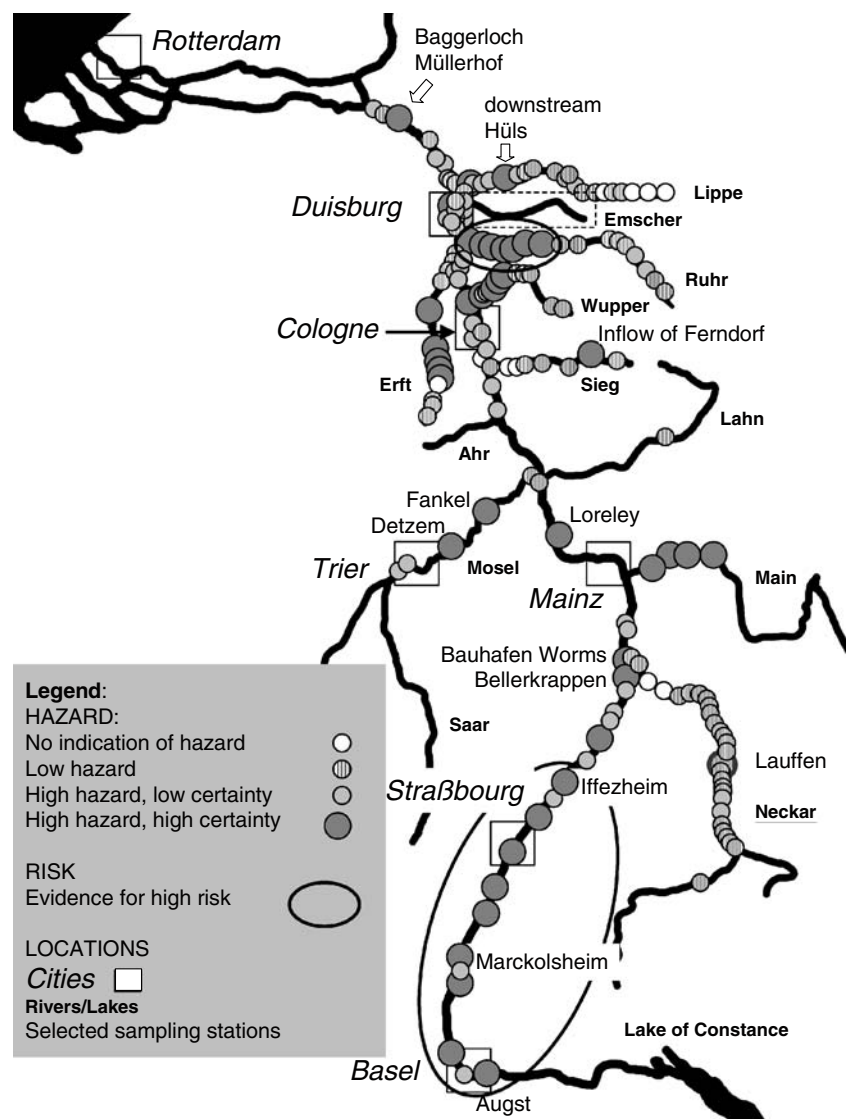 Rotterdam
Baggerloch
Müllerhof
downstream
Hüls
Lippe
Duisburg
Emscher
Ruhr
Wupper
Cologne
Inflow of Ferndorf
Erft
Sieg
Lahn
Ahr
Fankel
Detzem
Loreley
Trier
Mosel
Mainz
Main
Bauhafen Worms
Bellerkrappen
Legend:
HAZARD:
No indication of hazard
Low hazard
High hazard, low certainty
High hazard, high certainty
RISK
Evidence for high risk
LOCATIONS
Cities
Rivers/Lakes
Selected sampling stations
Saar
Lauffen
Straßbourg
Iffezheim
Neckar
Marckolsheim
Lake of Constance
Basel
Augst